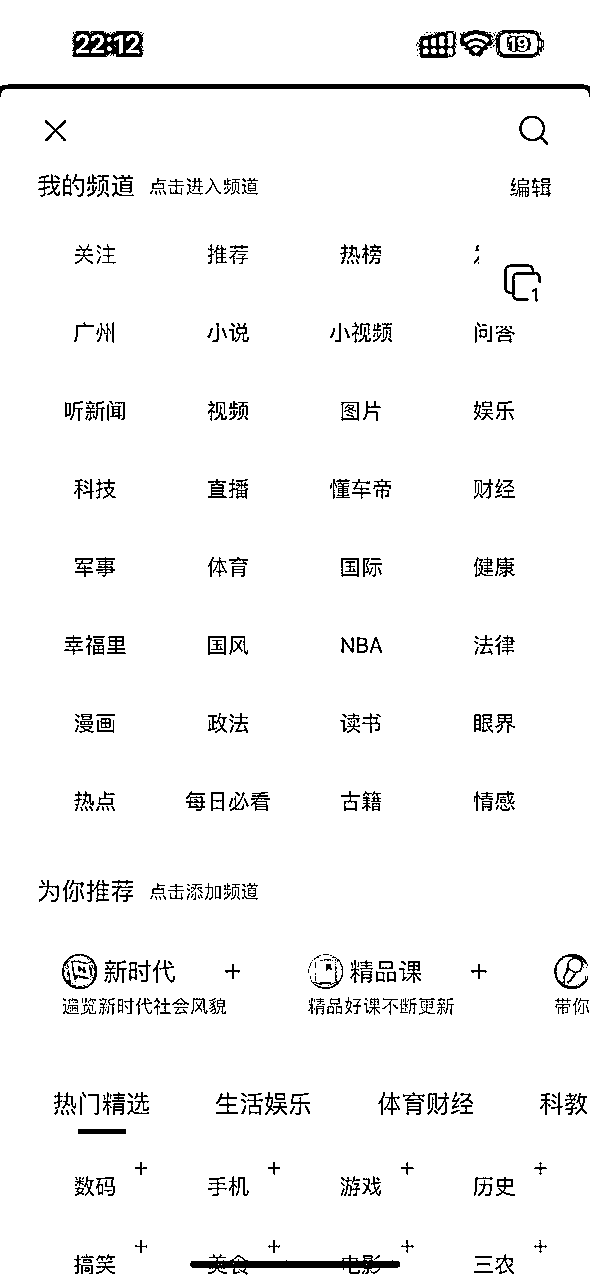 22:12 19
我的频道 点击进入频道 编辑
关注 推荐 热榜
1
广州 小说 小视频 问答
听新闻 视频 图片 娱乐
科技 直播 懂车帝 财经
军事 体育 国际 健康
幸福里 国风 NBA 法律
漫画 政法 读书 眼界
热点 每日必看 古籍 情感
为你推荐 点击添加频道
新时代 + 精品课 +
遍览新时代社会风貌 精品好课不断更新 带你
热门精选 生活娱乐 体育财经 科教
数码 + 手机 + 游戏 + 历史 +
搞笑 + 美食 + 电影 + 三农 +